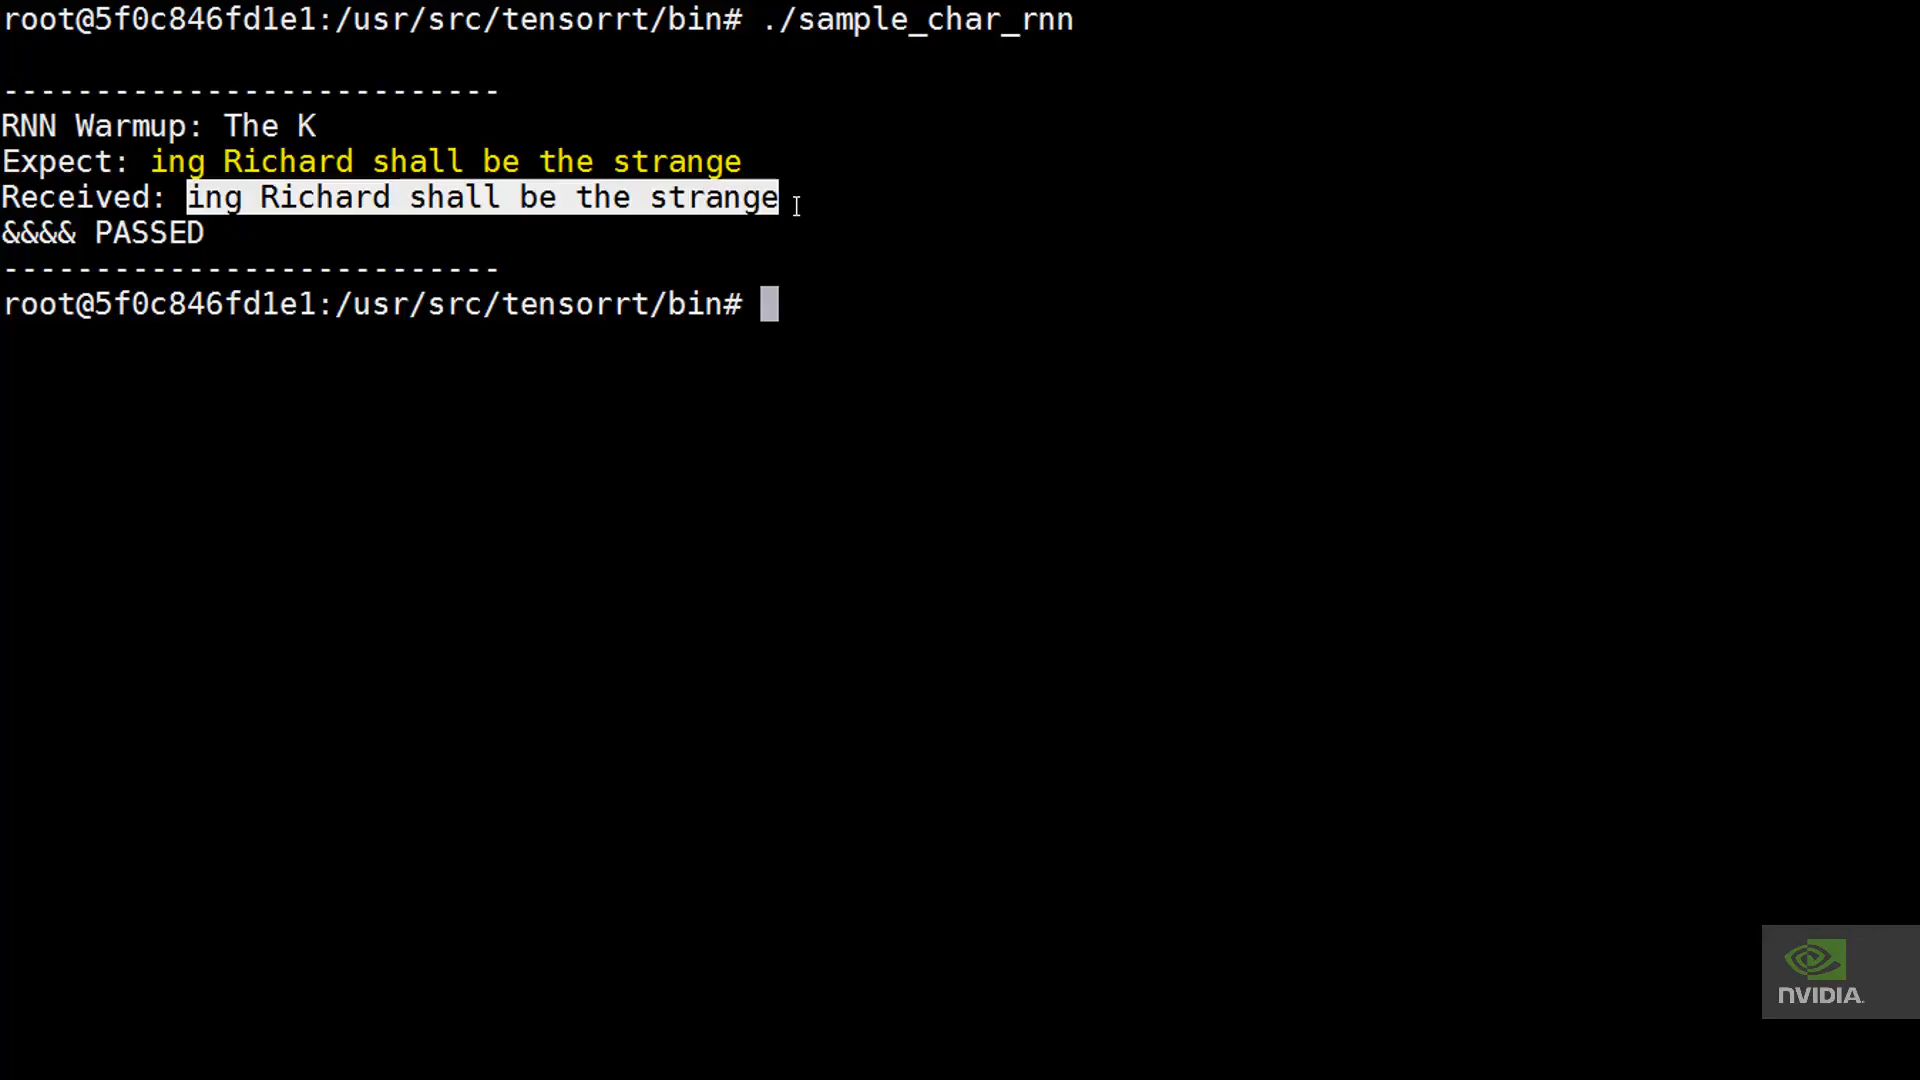 root@5f0c846fd1e1:/usr/src/tensorrt/bin# ./sample_char_rnn
---------------------------
RNN Warmup: The K
Expect: ing Richard shall be the strange
Received: ing Richard shall be the strange
&&&& PASSED
---------------------------
root@5f0c846fd1e1:/usr/src/tensorrt/bin#
NVIDIA.